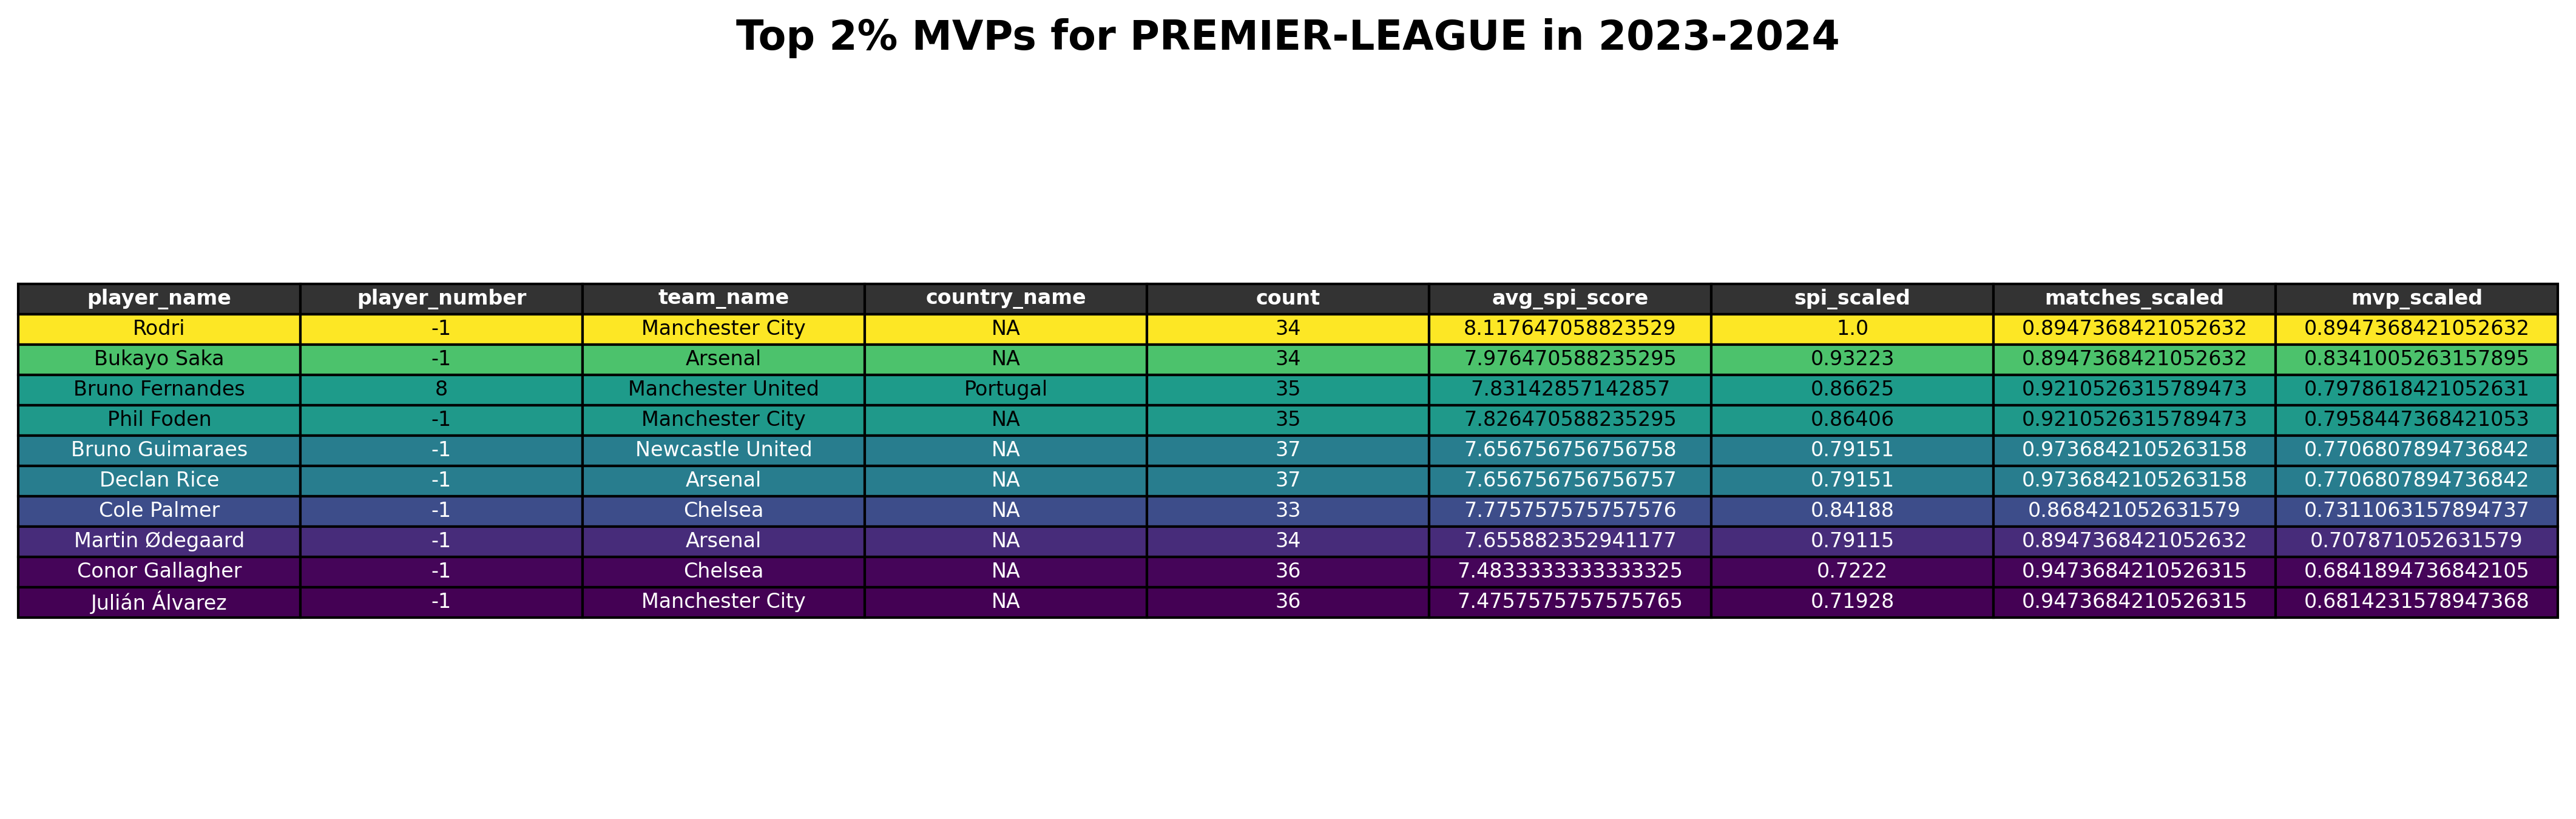 Top 2% MVPs for PREMIER-LEAGUE in 2023-2024
player_name player_number team_name country_name count avg_spi_score spi_scaled matches_scaled mvp_scaled
Rodri -1 Manchester City NA 34 8.117647058823529 1.0 0.8947368421052632 0.8947368421052632
Bukayo Saka -1 Arsenal NA 34 7.976470588235295 0.93223 0.8947368421052632 0.8341005263157895
Bruno Fernandes 8 Manchester United Portugal 35 7.83142857142857 0.86625 0.9210526315789473 0.7978618421052631
Phil Foden -1 Manchester City NA 35 7.826470588235295 0.86406 0.9210526315789473 0.7958447368421053
Bruno Guimaraes -1 Newcastle United NA 37 7.656756756756758 0.79151 0.9736842105263158 0.7706807894736842
Declan Rice -1 Arsenal NA 37 7.656756756756757 0.79151 0.9736842105263158 0.7706807894736842
Cole Palmer -1 Chelsea NA 33 7.775757575757576 0.84188 0.868421052631579 0.7311063157894737
Martin Ødegaard -1 Arsenal NA 34 7.655882352941177 0.79115 0.8947368421052632 0.707871052631579
Conor Gallagher -1 Chelsea NA 36 7.4833333333333325 0.7222 0.9473684210526315 0.6841894736842105
Julián Álvarez -1 Manchester City NA 36 7.4757575757575765 0.71928 0.9473684210526315 0.6814231578947368